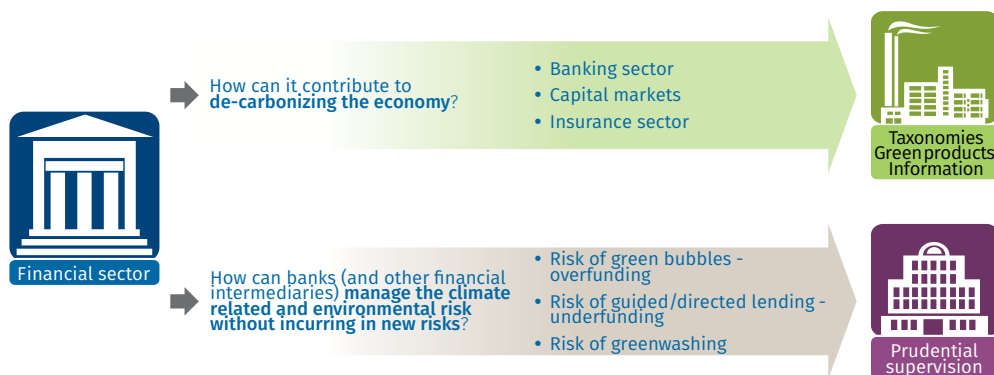 How can it contribute to
de-carbonizing the economy?
• Banking sector
• Capital markets
• Insurance sector
Taxonomies
Green products
Information
Financial sector
How can banks (and other financial
intermediaries) manage the climate
related and environmental risk
without incurring in new risks?
• Risk of green bubbles -
overfunding
• Risk of guided/directed lending -
underfunding
• Risk of greenwashing
Prudential
supervision